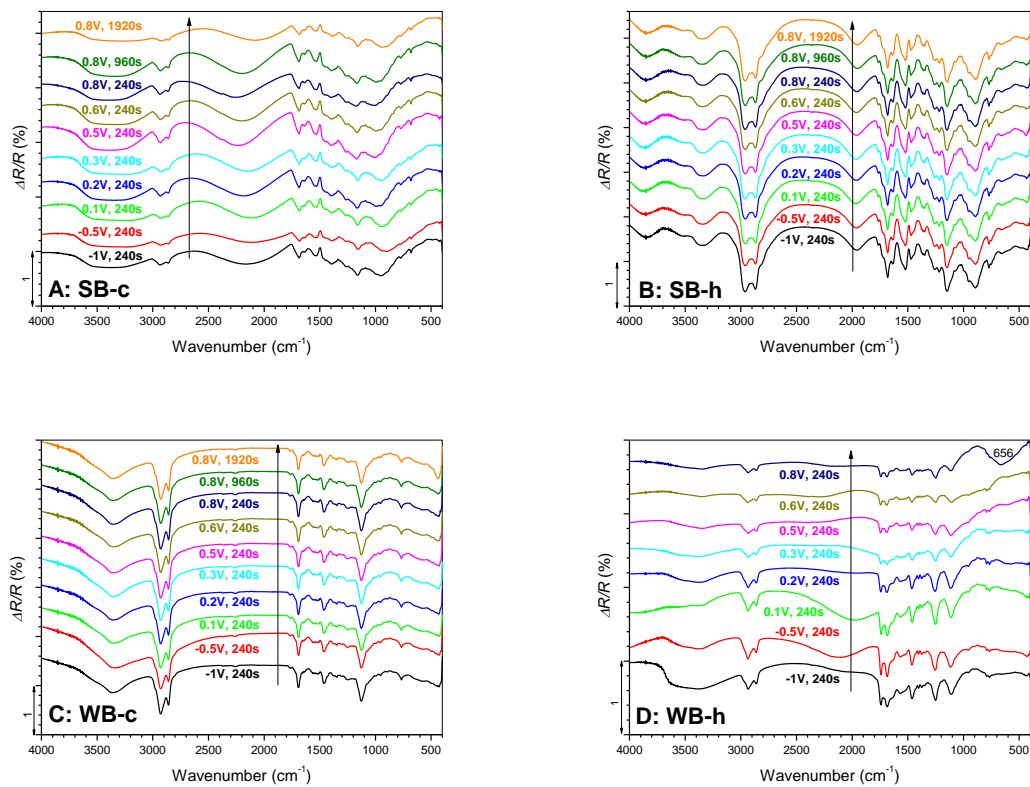 0.8V, 1920s
0.8V, 960s
0.8V, 240s
0.6V, 240s
0.5V, 240s
0.3V, 240s
0.2V, 240s
0.1V, 240s
-0.5V, 240s
-1V, 240s
ΔR/R (%)
1
A: SB-c
4000 3500 3000 2500 2000 1500 1000 500
Wavenumber (cm-1)
0.8V, 1920s
0.8V, 960s
0.8V, 240s
0.6V, 240s
0.5V, 240s
0.3V, 240s
0.2V, 240s
0.1V, 240s
-0.5V, 240s
-1V, 240s
ΔR/R (%)
1
B: SB-h
4000 3500 3000 2500 2000 1500 1000 500
Wavenumber (cm-1)
0.8V, 1920s
0.8V, 960s
0.8V, 240s
0.6V, 240s
0.5V, 240s
0.3V, 240s
0.2V, 240s
0.1V, 240s
-0.5V, 240s
-1V, 240s
ΔR/R (%)
1
C: WB-c
4000 3500 3000 2500 2000 1500 1000 500
Wavenumber (cm-1)
656
0.8V, 240s
0.6V, 240s
0.5V, 240s
0.3V, 240s
0.2V, 240s
0.1V, 240s
-0.5V, 240s
-1V, 240s
ΔR/R (%)
1
D: WB-h
4000 3500 3000 2500 2000 1500 1000 500
Wavenumber (cm-1)